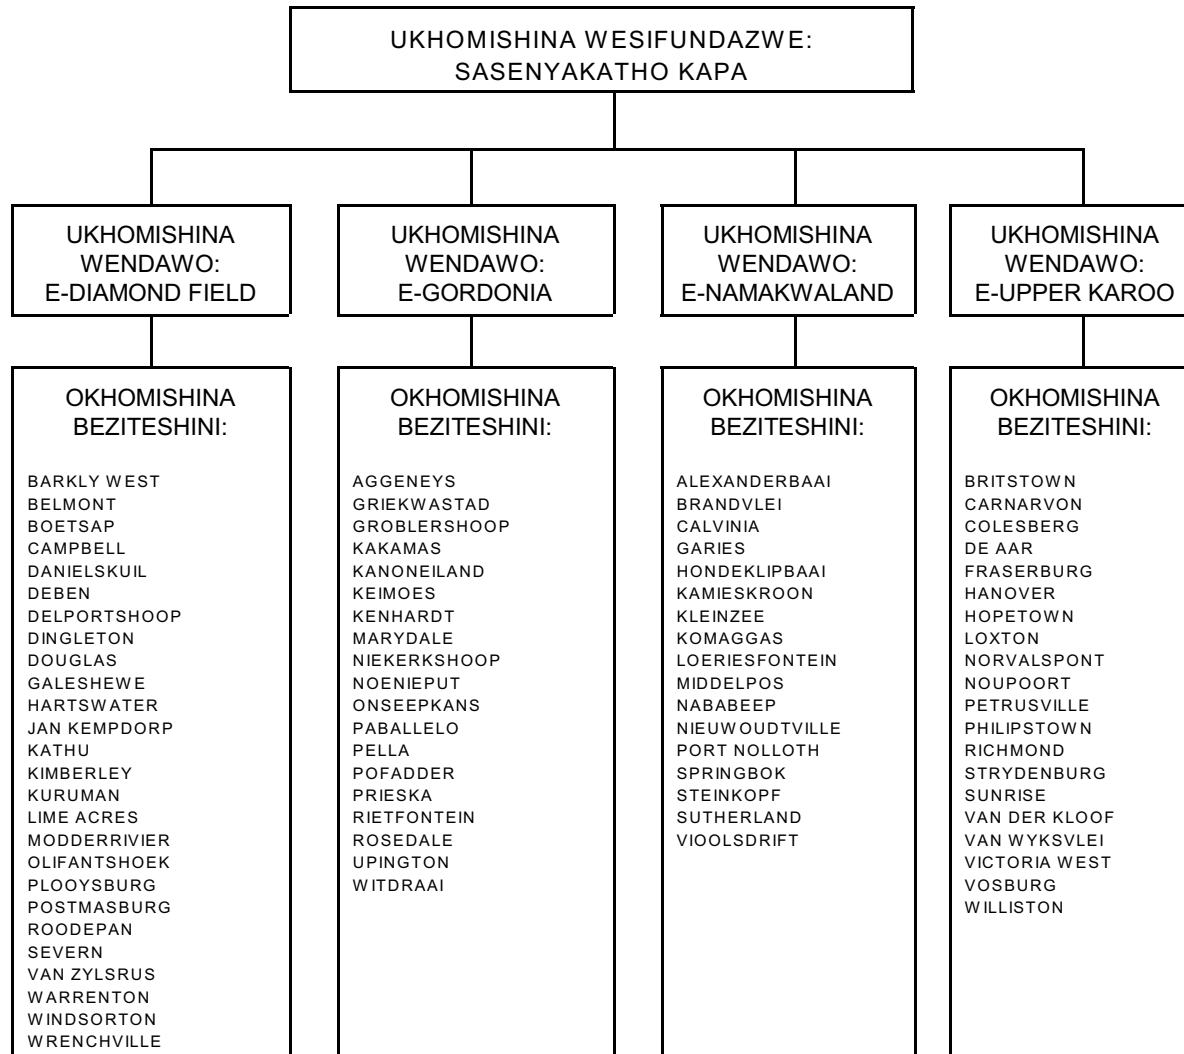 UKHOMISHINA WESIFUNDAZWE:
SASENYAKATHO KAPA
UKHOMISHINA
WENDAWO:
E-DIAMOND FIELD
UKHOMISHINA
WENDAWO:
E-GORDONIA
UKHOMISHINA
WENDAWO:
E-NAMAKWALAND
UKHOMISHINA
WENDAWO:
E-UPPER KAROO
OKHOMISHINA
BEZITESHINI:
BARKLY WEST
BELMONT
BOETSAP
CAMPBELL
DANIELSKUIL
DEBEN
DELPORTSHOOP
DINGLETON
DOUGLAS
GALESHEWE
HARTSWATER
JAN KEMPDORP
KATHU
KIMBERLEY
KURUMAN
LIME ACRES
MODDERRIVIER
OLIFANTSHOEK
PLOOYSBURG
POSTMASBURG
ROODEPAN
SEVERN
VAN ZYLSRUS
WARRENTON
WINDSORTON
WRENCHVILLE
OKHOMISHINA
BEZITESHINI:
AGGENEYS
GRIEKWASTAD
GROBLERSHOOP
KAKAMAS
KANONEILAND
KEIMOES
KENHARDT
MARYDALE
NIEKERKSHOOP
NOENIEPUT
ONSEEPKANS
PABALLELO
PELLA
POFADDER
PRIESKA
RIETFONTEIN
ROSEDALE
UPINGTON
WITDRAAI
OKHOMISHINA
BEZITESHINI:
ALEXANDERBAAI
BRANDVLEI
CALVINIA
GARIES
HONDEKLIPBAAI
KAMIESKROON
KLEINZEE
KOMAGGAS
LOERIESFONTEIN
MIDDELPOS
NABABEEP
NIEUWOUDTVILLE
PORT NOLLOTH
SPRINGBOK
STEINKOPF
SUTHERLAND
VIOOLSDRIFT
OKHOMISHINA
BEZITESHINI:
BRITSTOWN
CARNARVON
COLESBERG
DE AAR
FRASERBURG
HANOVER
HOPETOWN
LOXTON
NORVALSPONT
NOUPOORT
PETRUSVILLE
PHILIPSTOWN
RICHMOND
STRYDENBURG
SUNRISE
VAN DER KLOOF
VAN WYKSVLEI
VICTORIA WEST
VOSBURG
WILLISTON